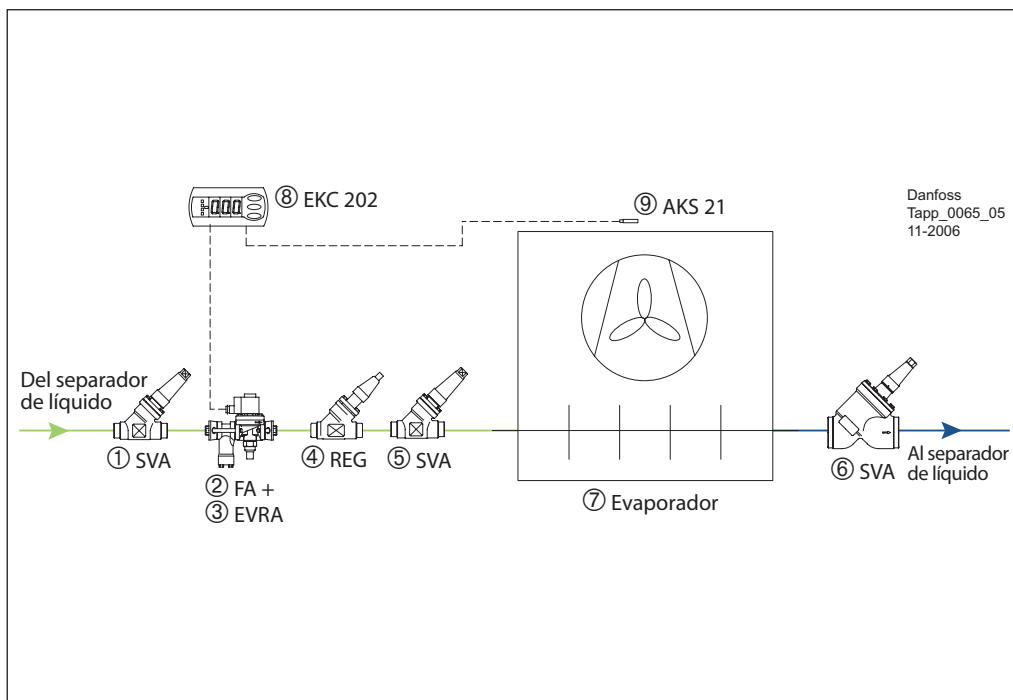 ⑧ EKC 202
⑨ AKS 21
Danfoss
Tapp_0065_05
11-2006
Del separador
de líquido
① SVA
② FA +
③ EVRA
④ REG
⑤ SVA
⑦ Evaporador
⑥ SVA
Al separador
de líquido